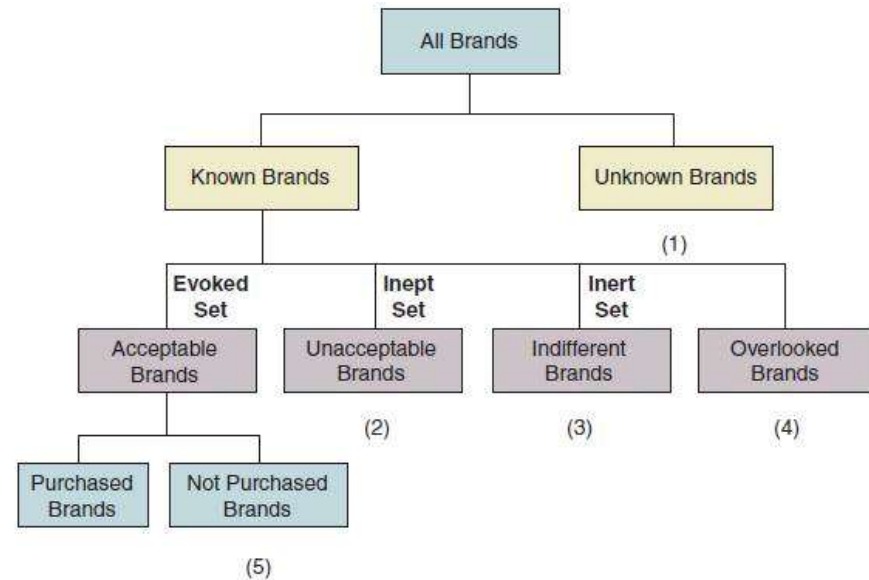 All Brands
Known Brands
Unknown Brands
(1)
Evoked
Set
Inept
Set
Inert
Set
Acceptable
Brands
Unacceptable
Brands
Indifferent
Brands
Overlooked
Brands
(2)
(3)
(4)
Purchased
Brands
Not Purchased
Brands
(5)